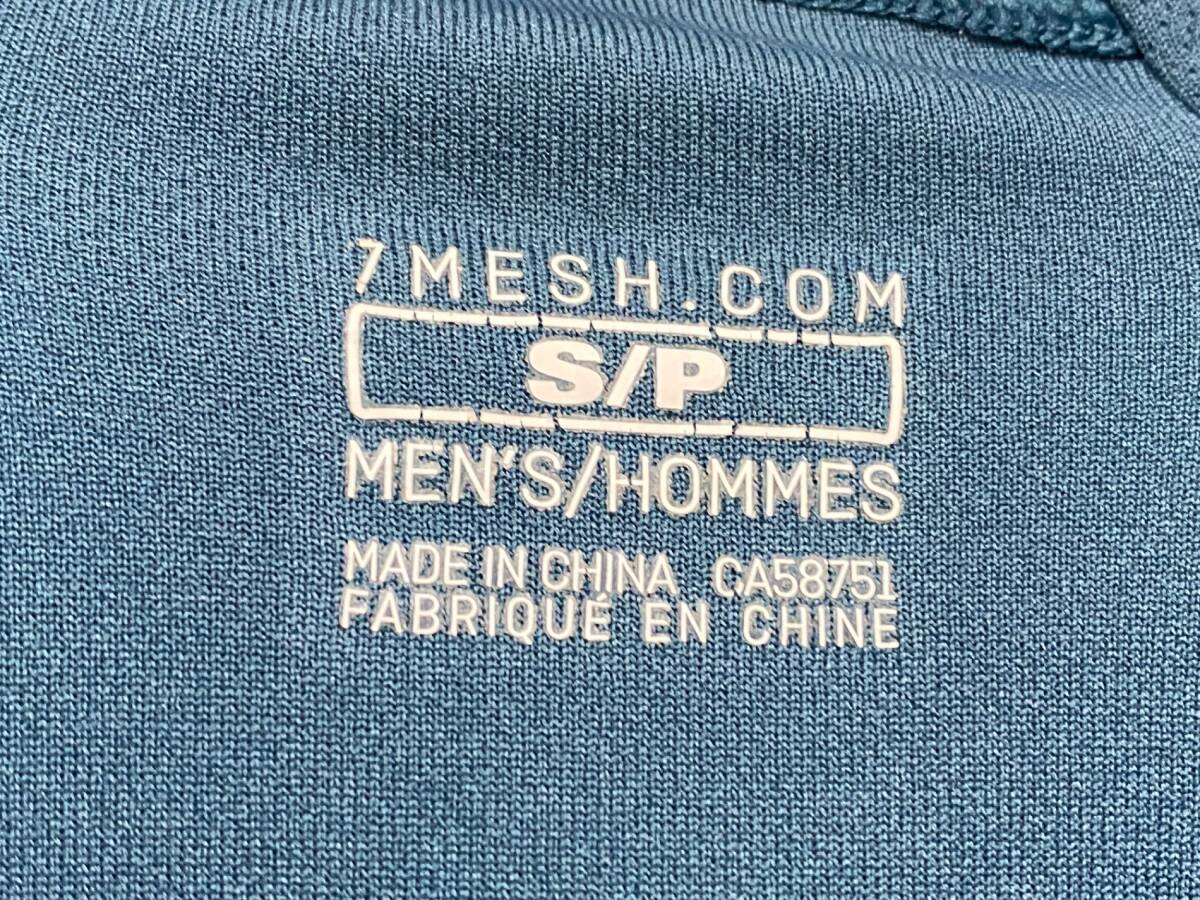 7MESH.COM
S/P
MEN'S/HOMMES
MADE IN CHINA CA58751
FABRIQUÉ EN CHINE